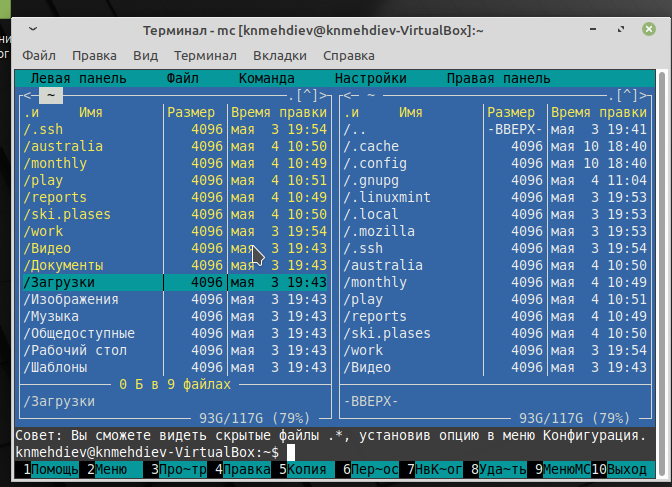 ни
ог
Терминал - mc [knmehdiev@knmehdiev-VirtualBox]:~
Файл Правка Вид Терминал Вкладки Справка
Левая панель Файл Команда Настройки Правая панель
<─ ~ .[^]> <─ ~ .[^]>
.и Имя Размер Время правки .и Имя Размер Время правки
/.ssh 4096 мая 3 19:54 /.. -ВВЕРХ- мая 3 19:41
/australia 4096 мая 4 10:50 /.cache 4096 мая 10 18:40
/monthly 4096 мая 4 10:49 /.config 4096 мая 10 18:40
/play 4096 мая 4 10:51 /.gnupg 4096 мая 4 11:04
/reports 4096 мая 4 10:49 /.linuxmint 4096 мая 3 19:53
/ski.plases 4096 мая 4 10:50 /.local 4096 мая 3 19:53
/work 4096 мая 3 19:54 /.mozilla 4096 мая 3 19:53
/Видео 4096 мая 3 19:43 /.ssh 4096 мая 3 19:54
/Документы 4096 мая 3 19:43 /australia 4096 мая 4 10:50
/Загрузки 4096 мая 3 19:43 /monthly 4096 мая 4 10:49
/Изображения 4096 мая 3 19:43 /play 4096 мая 4 10:51
/Музыка 4096 мая 3 19:43 /reports 4096 мая 4 10:49
/Общедоступные 4096 мая 3 19:43 /ski.plases 4096 мая 4 10:50
/Рабочий стол 4096 мая 3 19:43 /work 4096 мая 3 19:54
/Шаблоны 4096 мая 3 19:43 /Видео 4096 мая 3 19:43
0 Б в 9 файлах
/Загрузки -ВВЕРХ-
93G/117G (79%) 93G/117G (79%)
Совет: Вы сможете видеть скрытые файлы .*, установив опцию в меню Конфигурация.
knmehdiev@knmehdiev-VirtualBox:~$
1Помощь 2Меню 3Про~тр 4Правка 5Копия 6Пер~ос 7НвК~ог 8Уда~ть 9МенюMC 10Выход